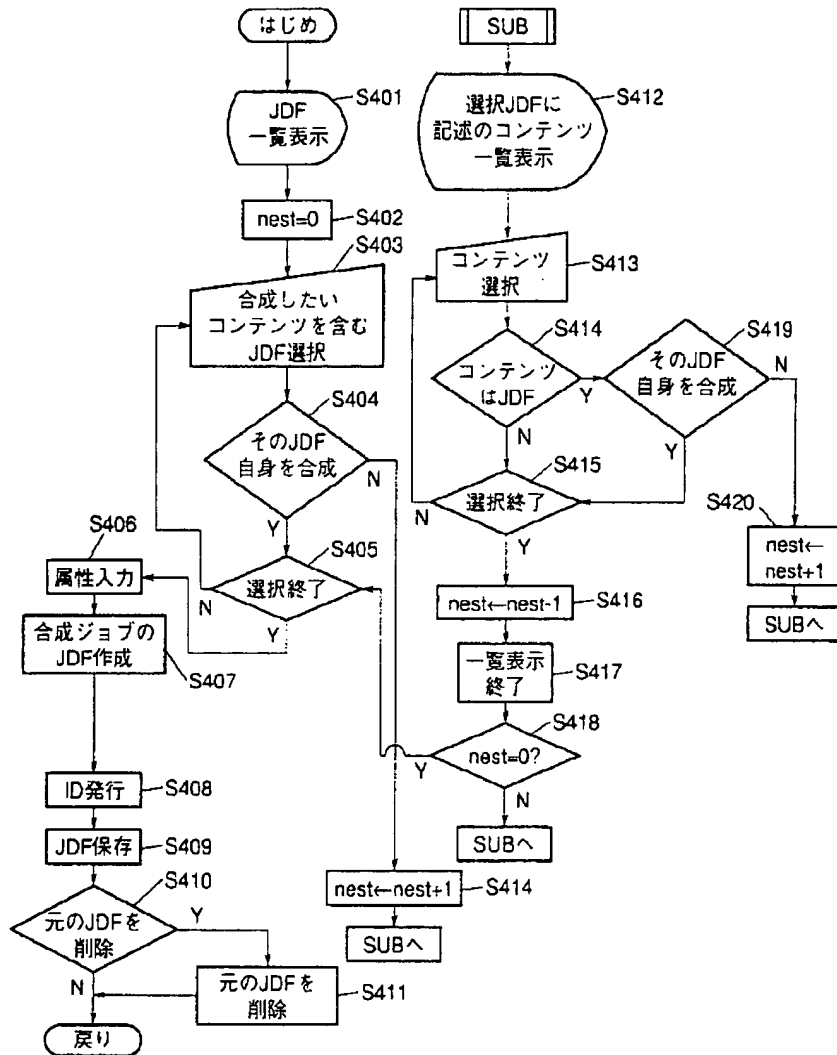 はじめ
JDF
一覧表示
S401
nest=0
S402
S403
合成したい
コンテンツを含む
JDF選択
S404
そのJDF
自身を合成
N
Y
S405
選択終了
N
Y
S406
属性入力
合成ジョブの
JDF作成
S407
ID発行
S408
JDF保存
S409
S410
元のJDFを
削除
Y
N
元のJDFを
削除
S411
戻り
nest←nest+1
S414
SUBへ
SUB
選択JDFに
記述のコンテンツ
一覧表示
S412
コンテンツ
選択
S413
S414
コンテンツ
はJDF
Y
N
S419
そのJDF
自身を合成
N
Y
S415
選択終了
N
Y
nest←nest-1
S416
一覧表示
終了
S417
S418
nest=0?
Y
N
SUBへ
S420
nest←
nest+1
SUBへ